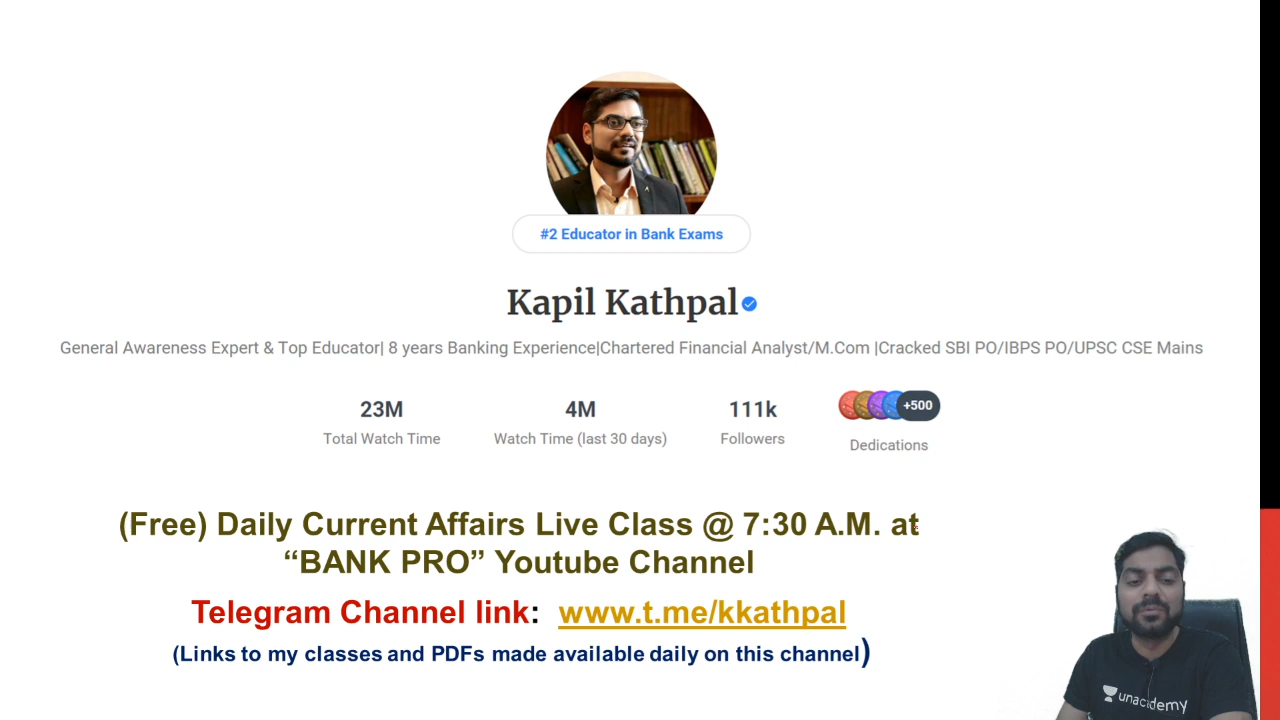 #2 Educator in Bank Exams
Kapil Kathpal
General Awareness Expert & Top Educator| 8 years Banking Experience|Chartered Financial Analyst/M.Com |Cracked SBI PO/IBPS PO/UPSC CSE Mains
23M 4M 111k +500
Total Watch Time Watch Time (last 30 days) Followers Dedications
(Free) Daily Current Affairs Live Class @ 7:30 A.M. at
“BANK PRO” Youtube Channel
Telegram Channel link: www.t.me/kkathpal
(Links to my classes and PDFs made available daily on this channel)
unacademy